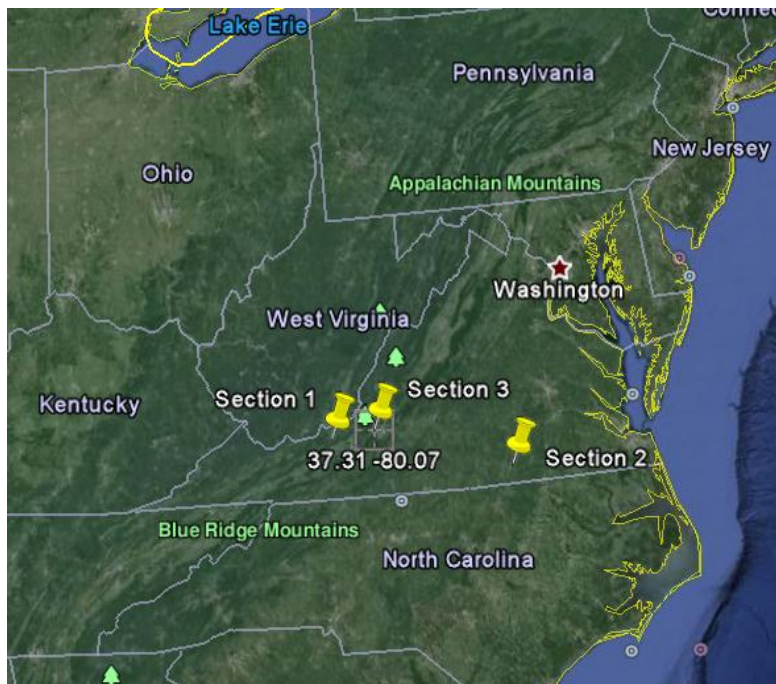 Conne
Lake Erie
Pennsylvania
New Jersey
Ohio
Appalachian Mountains
Washington
West Virginia
Section 1
Section 3
Kentucky
37.31 -80.07
Section 2
Blue Ridge Mountains
North Carolina